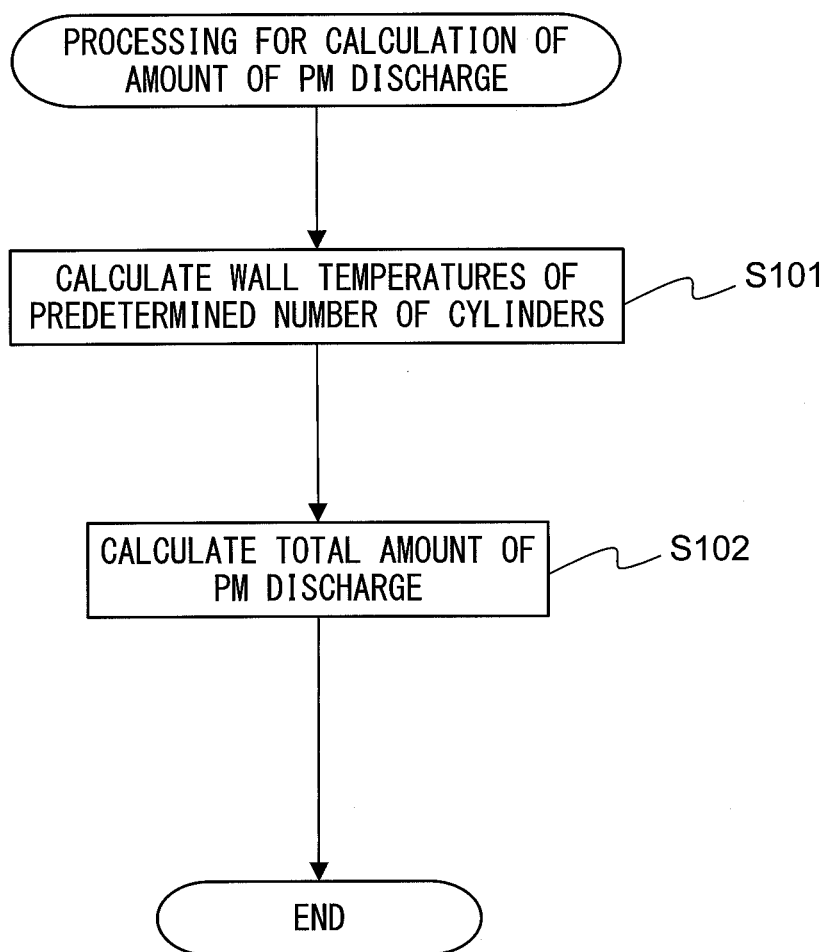 PROCESSING FOR CALCULATION OF
AMOUNT OF PM DISCHARGE
CALCULATE WALL TEMPERATURES OF
PREDETERMINED NUMBER OF CYLINDERS
S101
CALCULATE TOTAL AMOUNT OF
PM DISCHARGE
S102
END